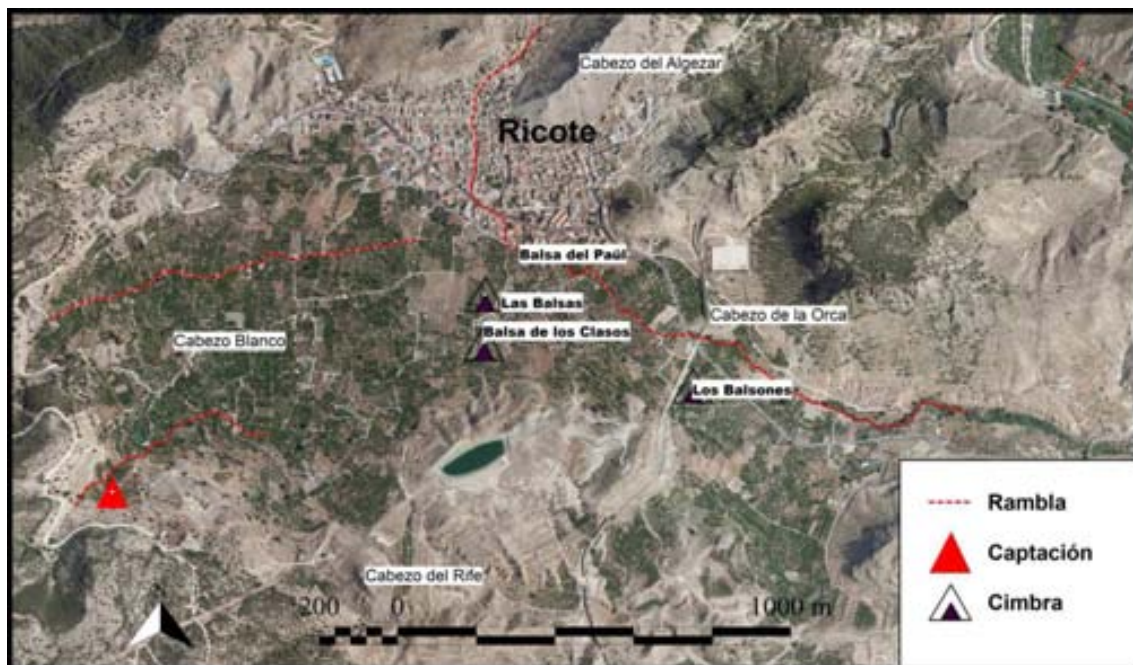 Cabezo del Algezar
Ricote
Balsa del Paúl
Las Balsas
Cabezo de la Orca
Balsa de los Clasos
Cabezo Blanco
Los Balsones
Cabezo del Rife
200 0 1000 m
Rambla
Captación
Cimbra